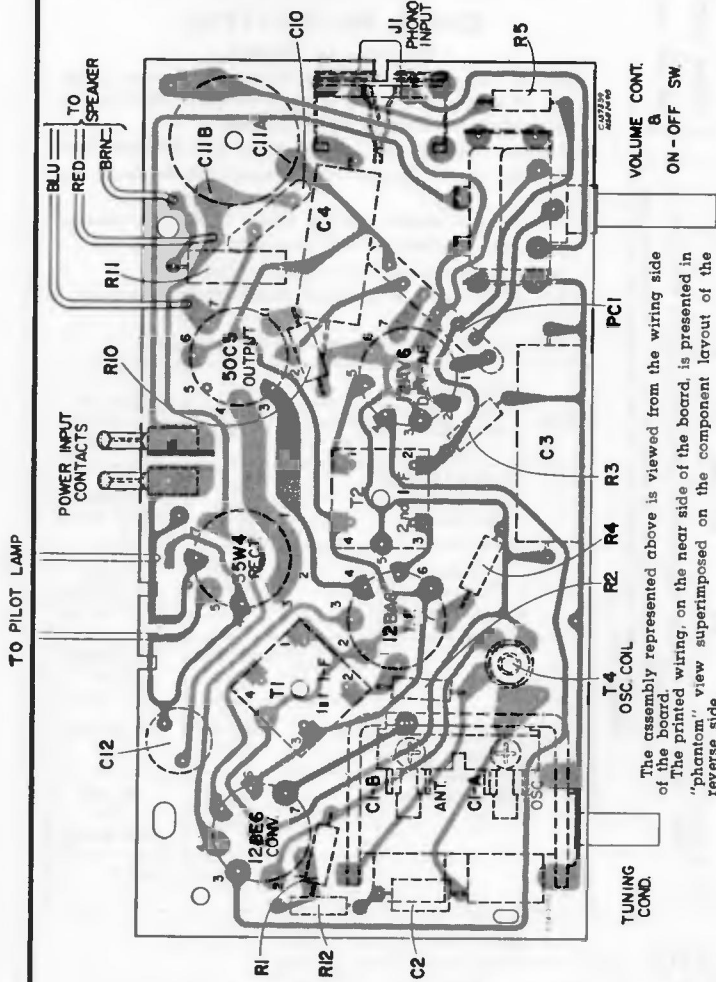 TO PILOT LAMP
POWER INPUT
CONTACTS
BLU
RED
BRN
TO
SPEAKER
R10
R11
C11B
C11A
C10
C12
J1
PHONO
INPUT
C4
R5
50C5
OUTPUT
35W4
RECT.
T1
1st I-F
T2
2nd I-F
12BE6
CONV.
R1
R12
C2
C1-B
ANT.
C1-A
OSC.
TUNING
COND.
T4
OSC. COIL
R2
R4
R3
C3
PC1
VOLUME CONT.
&
ON-OFF SW.
The assembly represented above is viewed from the wiring side
of the board.
The printed wiring, on the near side of the board, is presented in
"phantom" view superimposed on the component layout of the
reverse side.